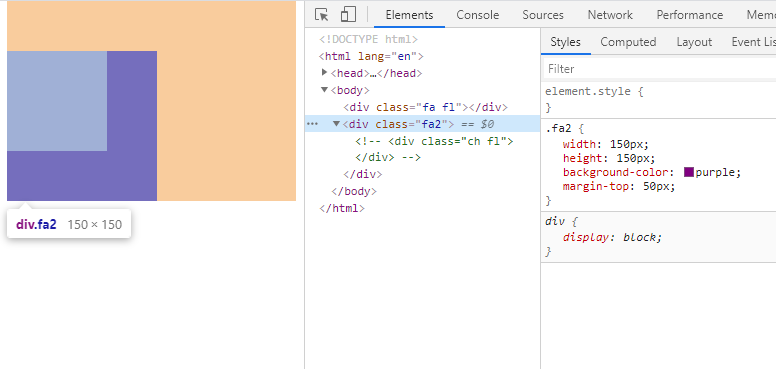 Elements Console Sources Network Performance Mem
<!DOCTYPE html>
<html lang="en">
<head>…</head>
<body>
<div class="fa fl"></div>
<div class="fa2"> == $0
<!-- <div class="ch fl">
</div> -->
</div>
</body>
</html>
Styles Computed Layout Event Lis
Filter
element.style {
}
.fa2 {
width: 150px;
height: 150px;
background-color: purple;
margin-top: 50px;
}
div {
display: block;
}
div.fa2 150 × 150